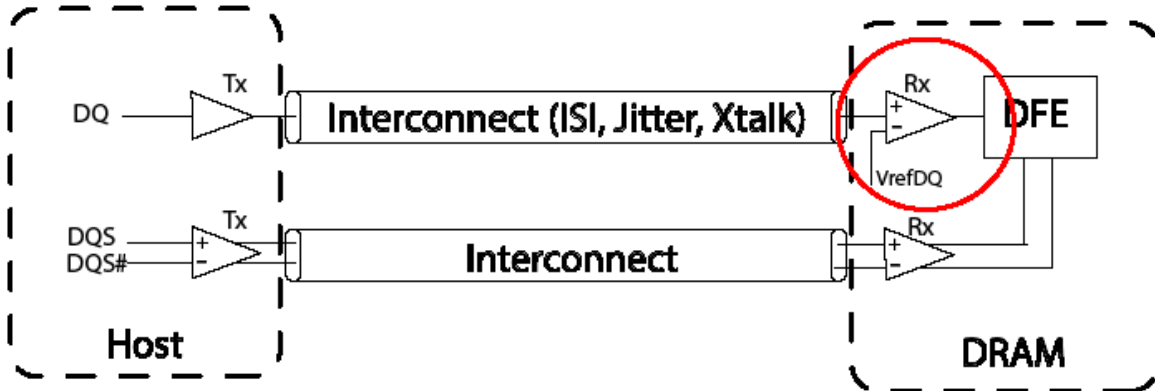 Tx
Rx
DQ
+
-
Interconnect (ISI, Jitter, Xtalk)
DFE
VrefDQ
Tx
Rx
DQS
DQS#
+
-
Interconnect
+
-
Host
DRAM